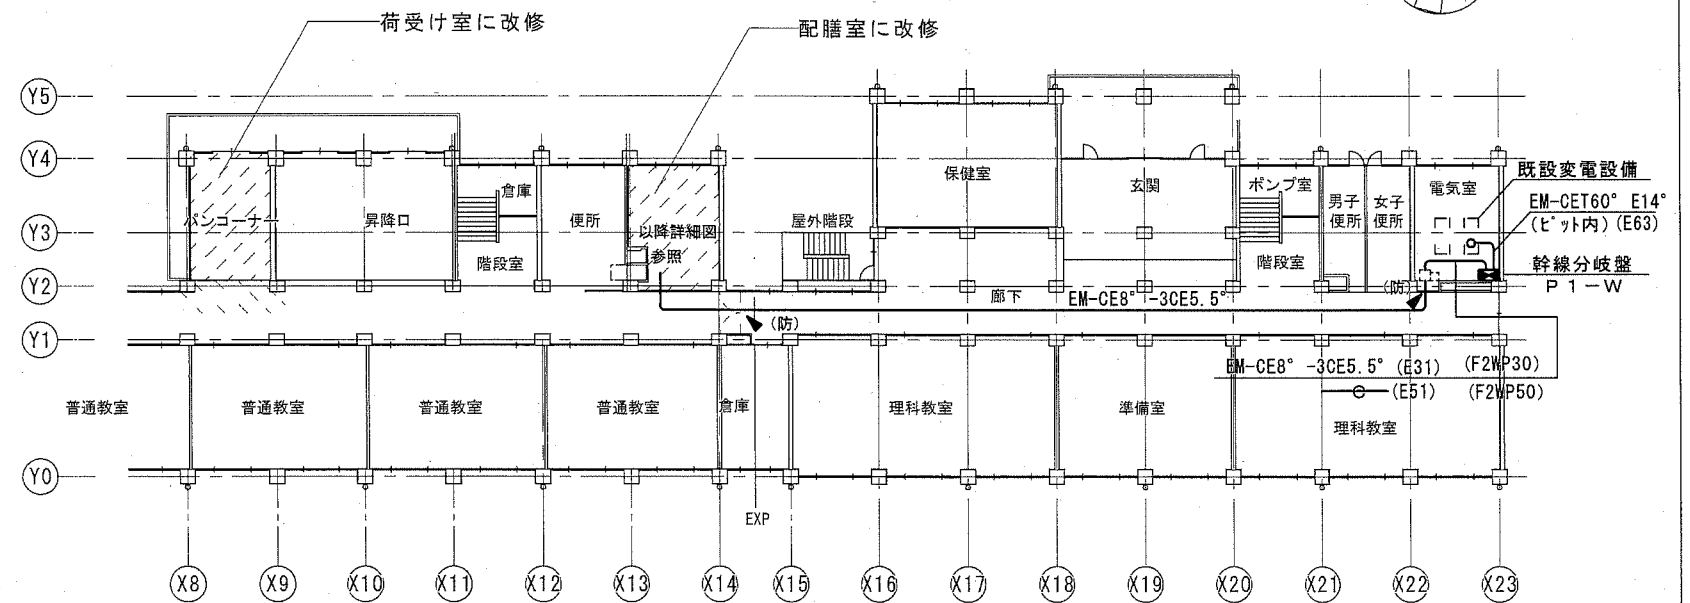 荷受け室に改修
配膳室に改修
Y5
Y4
Y3
Y2
Y1
Y0
パンコーナー
昇降口
倉庫
階段室
便所
以降詳細図
参照
屋外階段
保健室
玄関
ポンプ室
階段室
男子
便所
女子
便所
電気室
既設変電設備
EM-CET60° E14°
(ピット内) (E63)
幹線分岐盤
P1-W
廊下
EM-CE8° -3CE5.5°
(防)
(防)
EM-CE8° -3CE5.5° (E31) (F2WP30)
(E51) (F2WP50)
普通教室
普通教室
普通教室
普通教室
倉庫
理科教室
準備室
理科教室
EXP
X8
X9
X10
X11
X12
X13
X14
X15
X16
X17
X18
X19
X20
X21
X22
X23